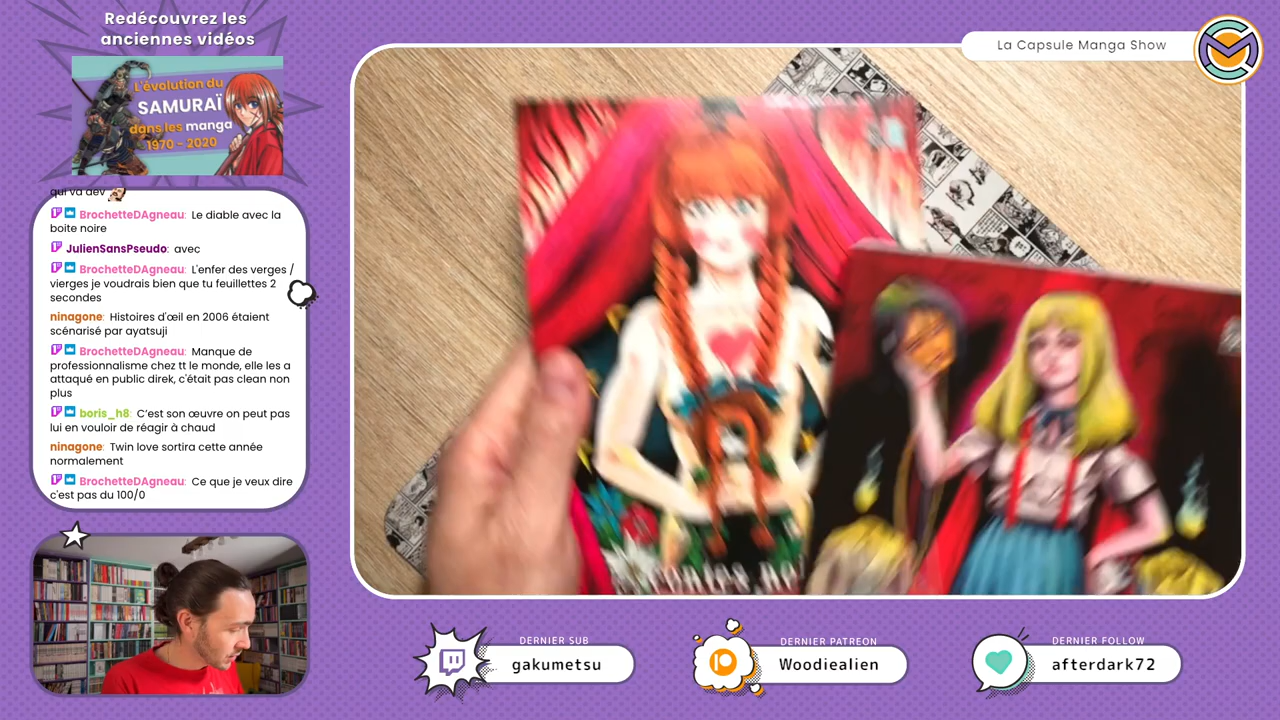 Redécouvrez les
anciennes vidéos
L'évolution du
SAMURAÏ
dans les manga
1970 - 2020
qui va dev
BrochetteDAgneau: Le diable avec la
boite noire
JulienSansPseudo: avec
BrochetteDAgneau: L'enfer des verges /
vierges je voudrais bien que tu feuillettes 2
secondes
ninagone: Histoires d'œil en 2006 étaient
scénarisé par ayatsuji
BrochetteDAgneau: Manque de
professionnalisme chez tt le monde, elle les a
attaqué en public direk, c'était pas clean non
plus
boris_h8: C'est son œuvre on peut pas
lui en vouloir de réagir à chaud
ninagone: Twin love sortira cette année
normalement
BrochetteDAgneau: Ce que je veux dire
c'est pas du 100/0
La Capsule Manga Show
DERNIER SUB
gakumetsu
DERNIER PATREON
Woodiealien
DERNIER FOLLOW
afterdark72